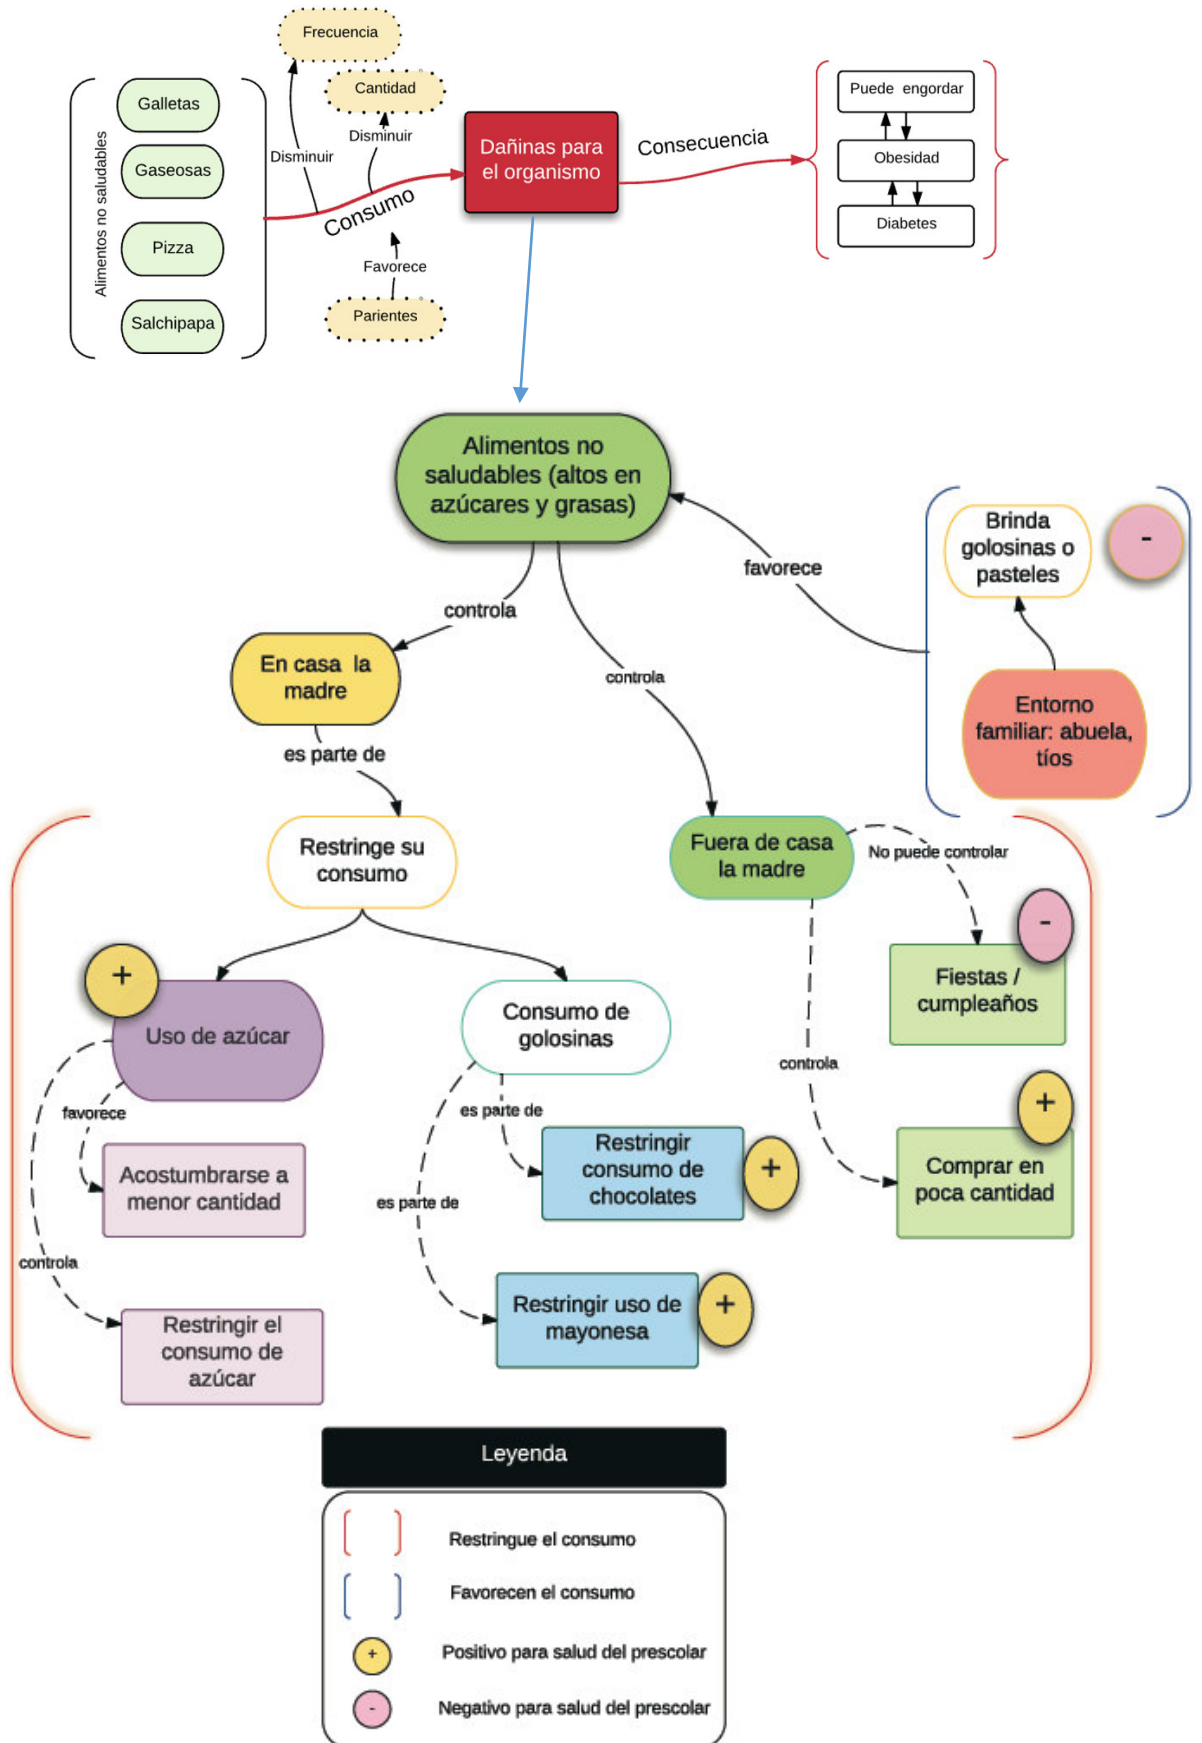 Frecuencia
Cantidad
Disminuir
Disminuir
Alimentos no saludables
Galletas
Gaseosas
Pizza
Salchipapa
Consumo
Favorece
Parientes
Dañinas para
el organismo
Consecuencia
Puede engordar
Obesidad
Diabetes
Alimentos no
saludables (altos en
azúcares y grasas)
favorece
Brinda
golosinas o
pasteles
-
Entorno
familiar: abuela,
tíos
controla
En casa la
madre
controla
es parte de
Restringe su
consumo
Fuera de casa
la madre
No puede controlar
-
Fiestas /
cumpleaños
controla
+
Comprar en
poca cantidad
+
Uso de azúcar
favorece
Acostumbrarse a
menor cantidad
controla
Restringir el
consumo de
azúcar
Consumo de
golosinas
es parte de
Restringir
consumo de
chocolates
+
es parte de
Restringir uso de
mayonesa
+
Leyenda
Restringue el consumo
Favorecen el consumo
+ Positivo para salud del prescolar
- Negativo para salud del prescolar